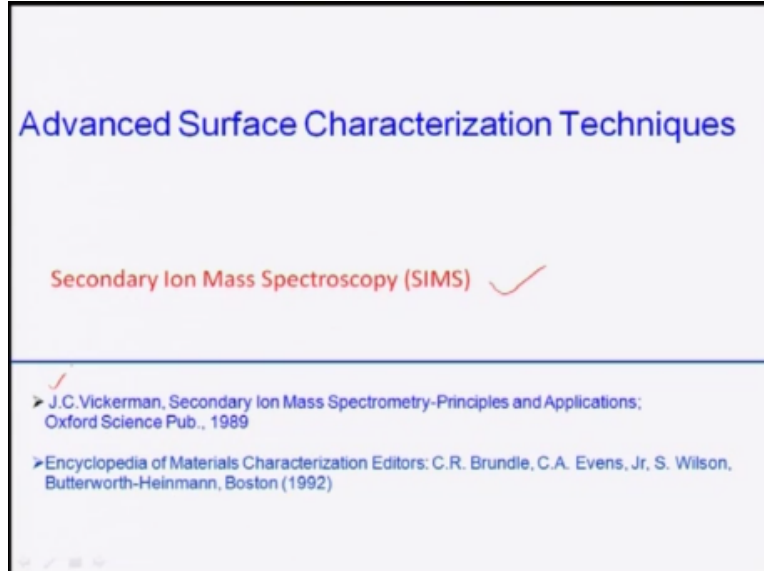 Advanced Surface Characterization Techniques
Secondary Ion Mass Spectroscopy (SIMS)
➤ J.C.Vickerman, Secondary Ion Mass Spectrometry-Principles and Applications;
Oxford Science Pub., 1989
➤Encyclopedia of Materials Characterization Editors: C.R. Brundle, C.A. Evens, Jr, S. Wilson,
Butterworth-Heinmann, Boston (1992)